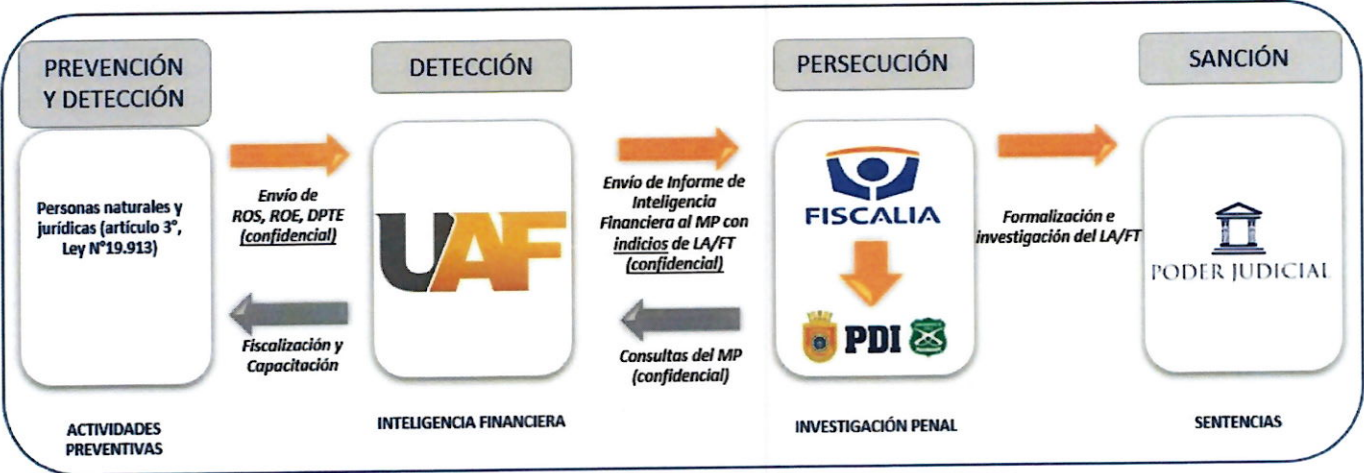 PREVENCIÓN
Y DETECCIÓN
Personas naturales y
jurídicas (artículo 3°,
Ley N°19.913)
ACTIVIDADES
PREVENTIVAS
Envío de
ROS, ROE, DPTE
(confidencial)
Fiscalización y
Capacitación
DETECCIÓN
UAF
INTELIGENCIA FINANCIERA
Envío de Informe de
Inteligencia
Financiera al MP con
indicios de LA/FT
(confidencial)
Consultas del MP
(confidencial)
PERSECUCIÓN
FISCALIA
PDI
INVESTIGACIÓN PENAL
Formalización e
investigación del LA/FT
SANCIÓN
PODER JUDICIAL
SENTENCIAS